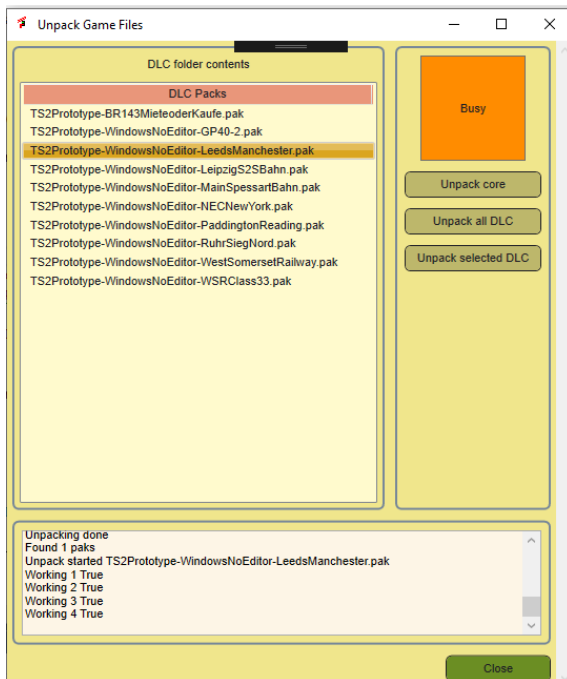 Unpack Game Files
DLC folder contents
DLC Packs
TS2Prototype-BR143MieteoderKaufe.pak
TS2Prototype-WindowsNoEditor-GP40-2.pak
TS2Prototype-WindowsNoEditor-LeedsManchester.pak
TS2Prototype-WindowsNoEditor-LeipzigS2SBahn.pak
TS2Prototype-WindowsNoEditor-MainSpessartBahn.pak
TS2Prototype-WindowsNoEditor-NECNewYork.pak
TS2Prototype-WindowsNoEditor-PaddingtonReading.pak
TS2Prototype-WindowsNoEditor-RuhrSiegNord.pak
TS2Prototype-WindowsNoEditor-WestSomersetRailway.pak
TS2Prototype-WindowsNoEditor-WSRClass33.pak
Busy
Unpack core
Unpack all DLC
Unpack selected DLC
Unpacking done
Found 1 paks
Unpack started TS2Prototype-WindowsNoEditor-LeedsManchester.pak
Working 1 True
Working 2 True
Working 3 True
Working 4 True
Close